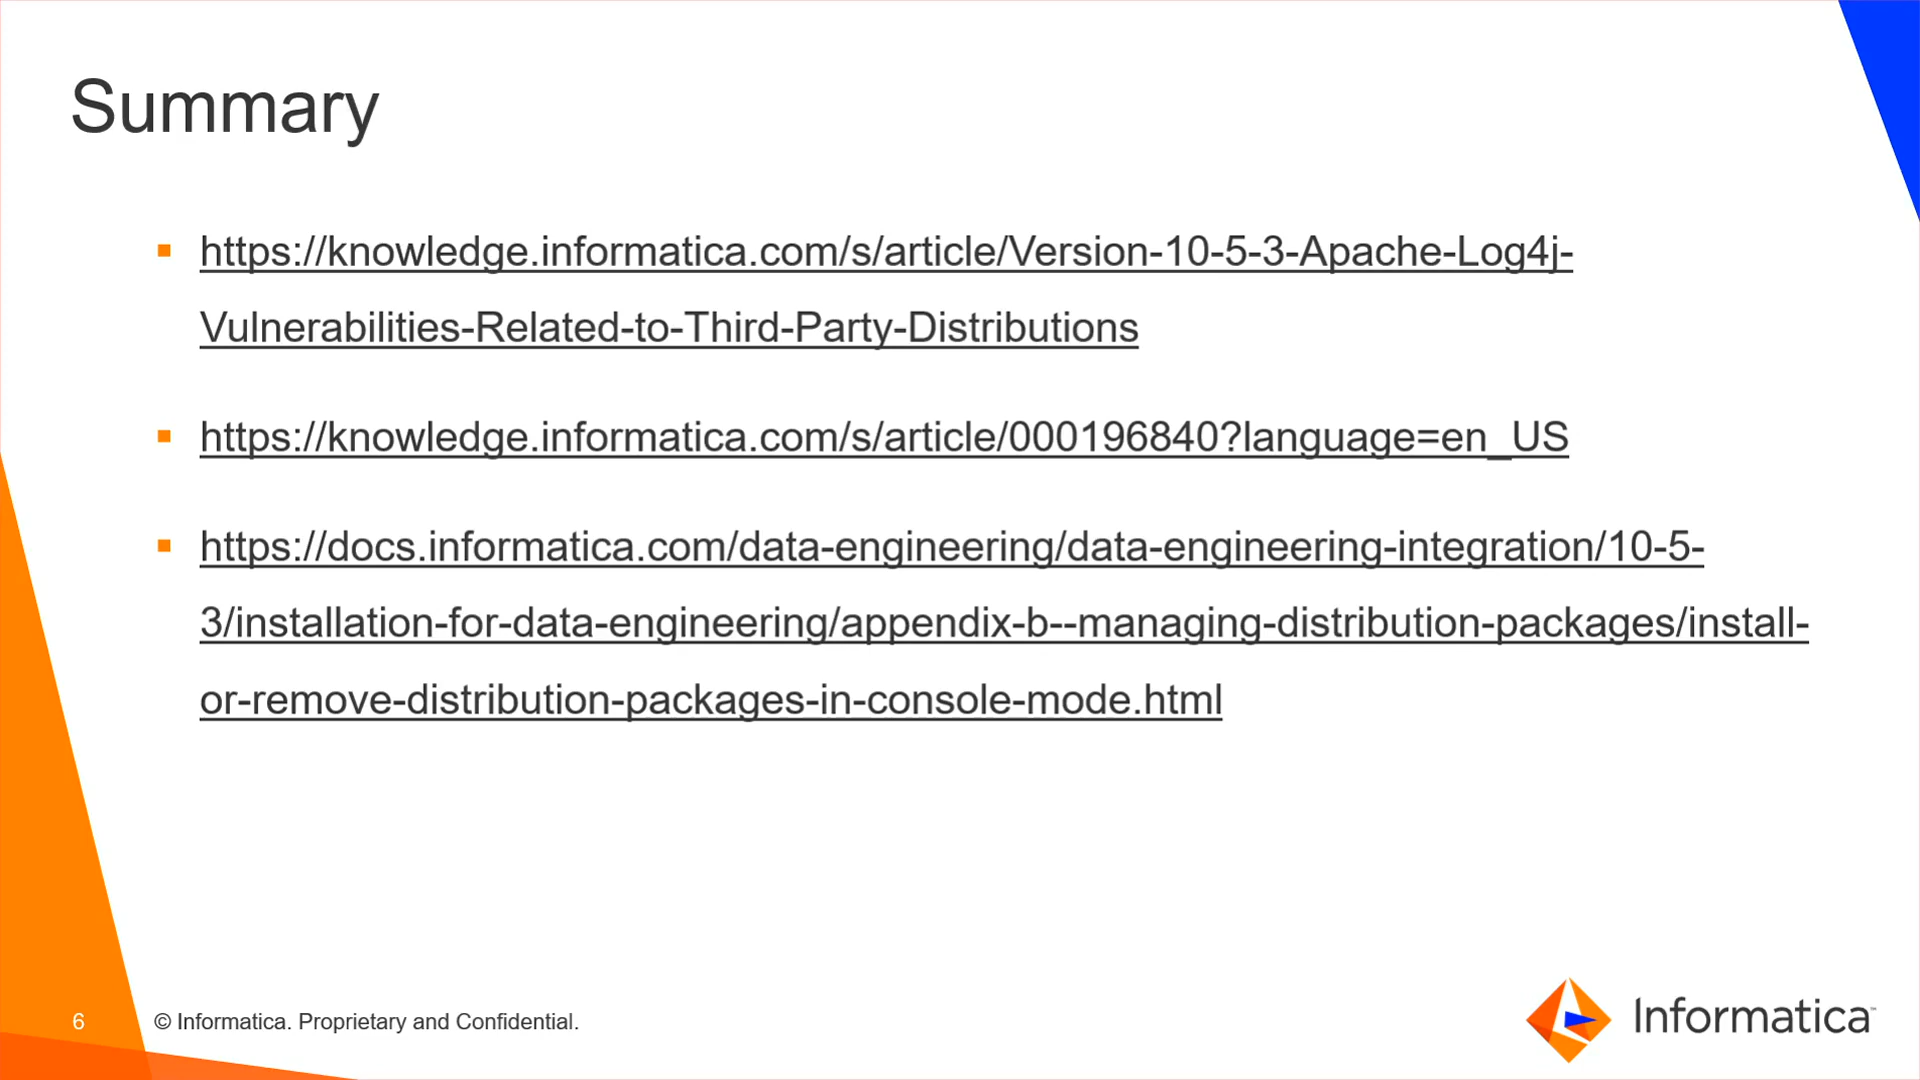 Summary
https://knowledge.informatica.com/s/article/Version-10-5-3-Apache-Log4j-
Vulnerabilities-Related-to-Third-Party-Distributions
https://knowledge.informatica.com/s/article/000196840?language=en_US
https://docs.informatica.com/data-engineering/data-engineering-integration/10-5-
3/installation-for-data-engineering/appendix-b--managing-distribution-packages/install-
or-remove-distribution-packages-in-console-mode.html
6
© Informatica. Proprietary and Confidential.
Informatica™